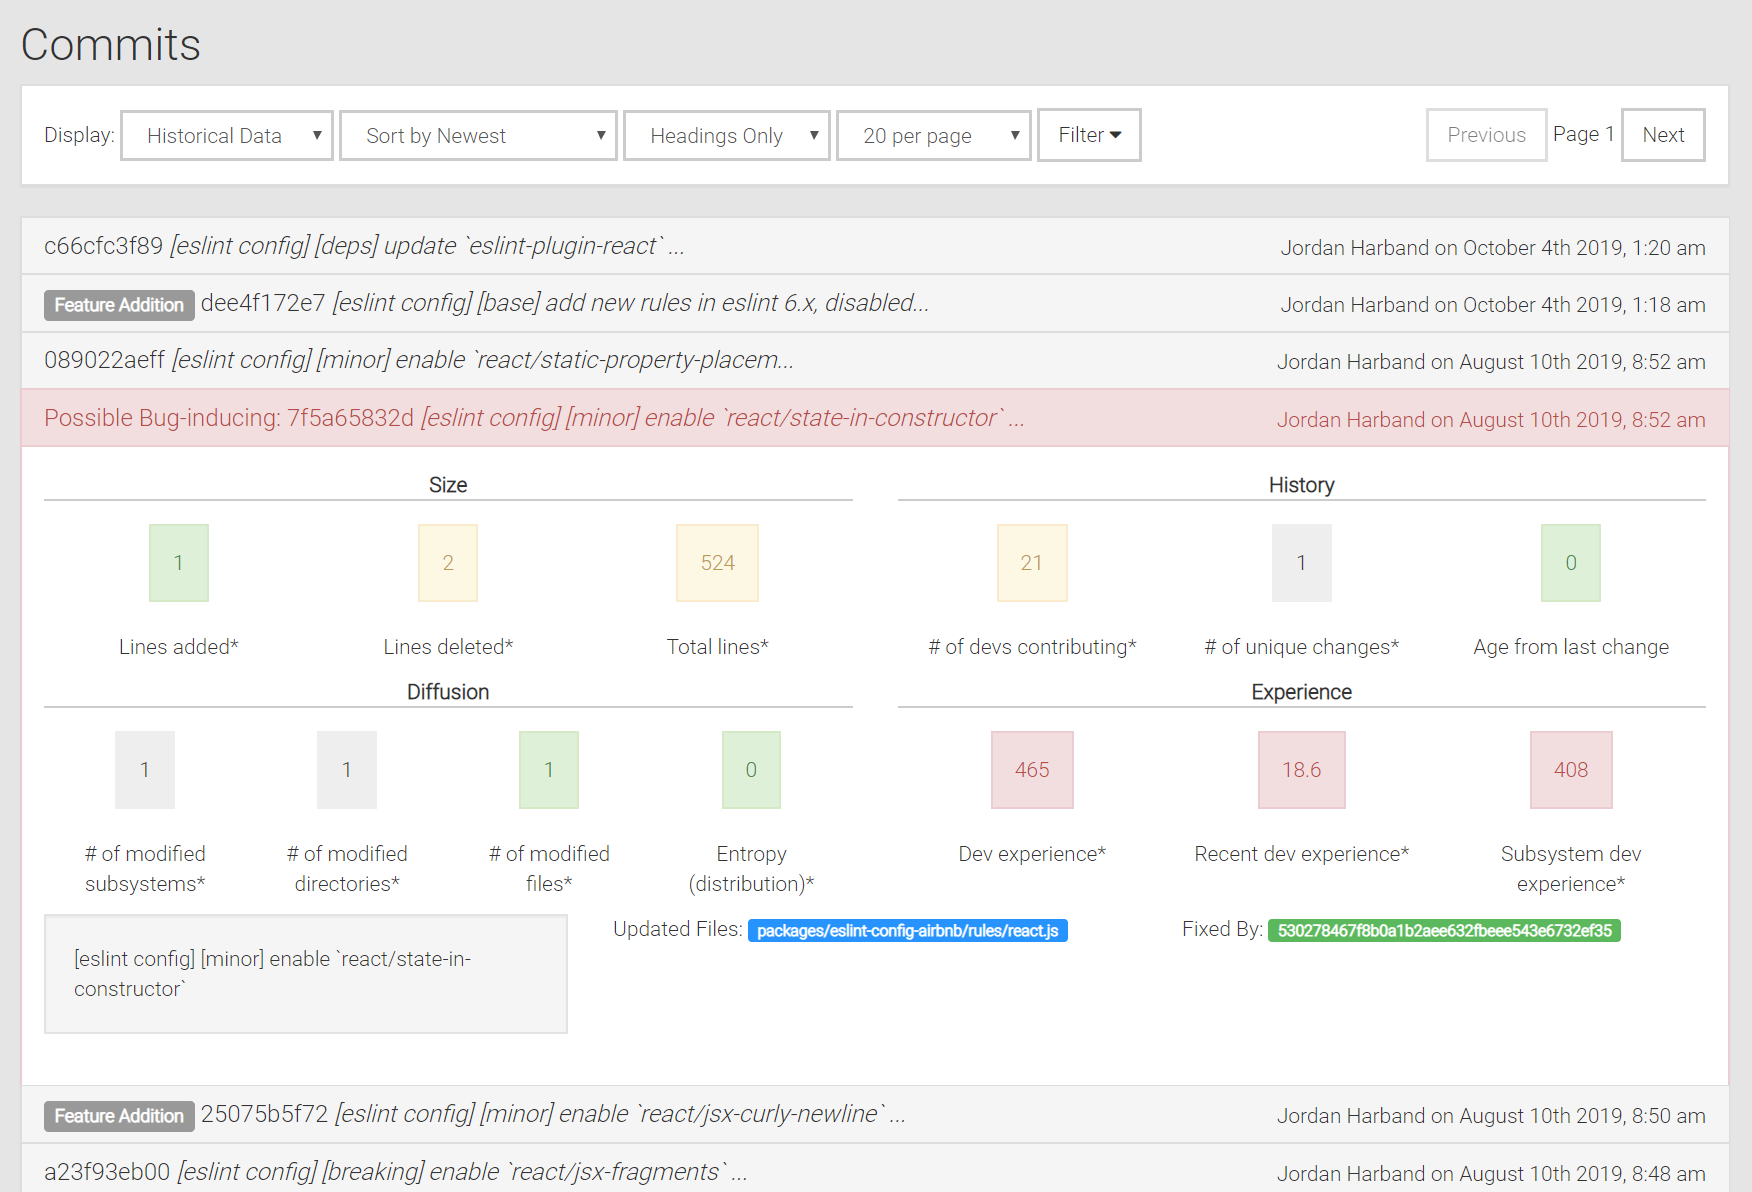 Commits
Display: Historical Data Sort by Newest Headings Only 20 per page Filter Previous Page 1 Next
c66cfc3f89 [eslint config] [deps] update `eslint-plugin-react` ... Jordan Harband on October 4th 2019, 1:20 am
Feature Addition dee4f172e7 [eslint config] [base] add new rules in eslint 6.x, disabled... Jordan Harband on October 4th 2019, 1:18 am
089022aeff [eslint config] [minor] enable `react/static-property-placem... Jordan Harband on August 10th 2019, 8:52 am
Possible Bug-inducing: 7f5a65832d [eslint config] [minor] enable `react/state-in-constructor` ... Jordan Harband on August 10th 2019, 8:52 am
Size
1 2 524
Lines added* Lines deleted* Total lines*
History
21 1 0
# of devs contributing* # of unique changes* Age from last change
Diffusion
1 1 1 0
# of modified subsystems* # of modified directories* # of modified files* Entropy (distribution)*
Experience
465 18.6 408
Dev experience* Recent dev experience* Subsystem dev experience*
[eslint config] [minor] enable `react/state-in-
constructor`
Updated Files: packages/eslint-config-airbnb/rules/react.js
Fixed By: 530278467f8b0a1b2aee632fbeee543e6732ef35
Feature Addition 25075b5f72 [eslint config] [minor] enable `react/jsx-curly-newline` ... Jordan Harband on August 10th 2019, 8:50 am
a23f93eb00 [eslint config] [breaking] enable `react/jsx-fragments` ... Jordan Harband on August 10th 2019, 8:48 am